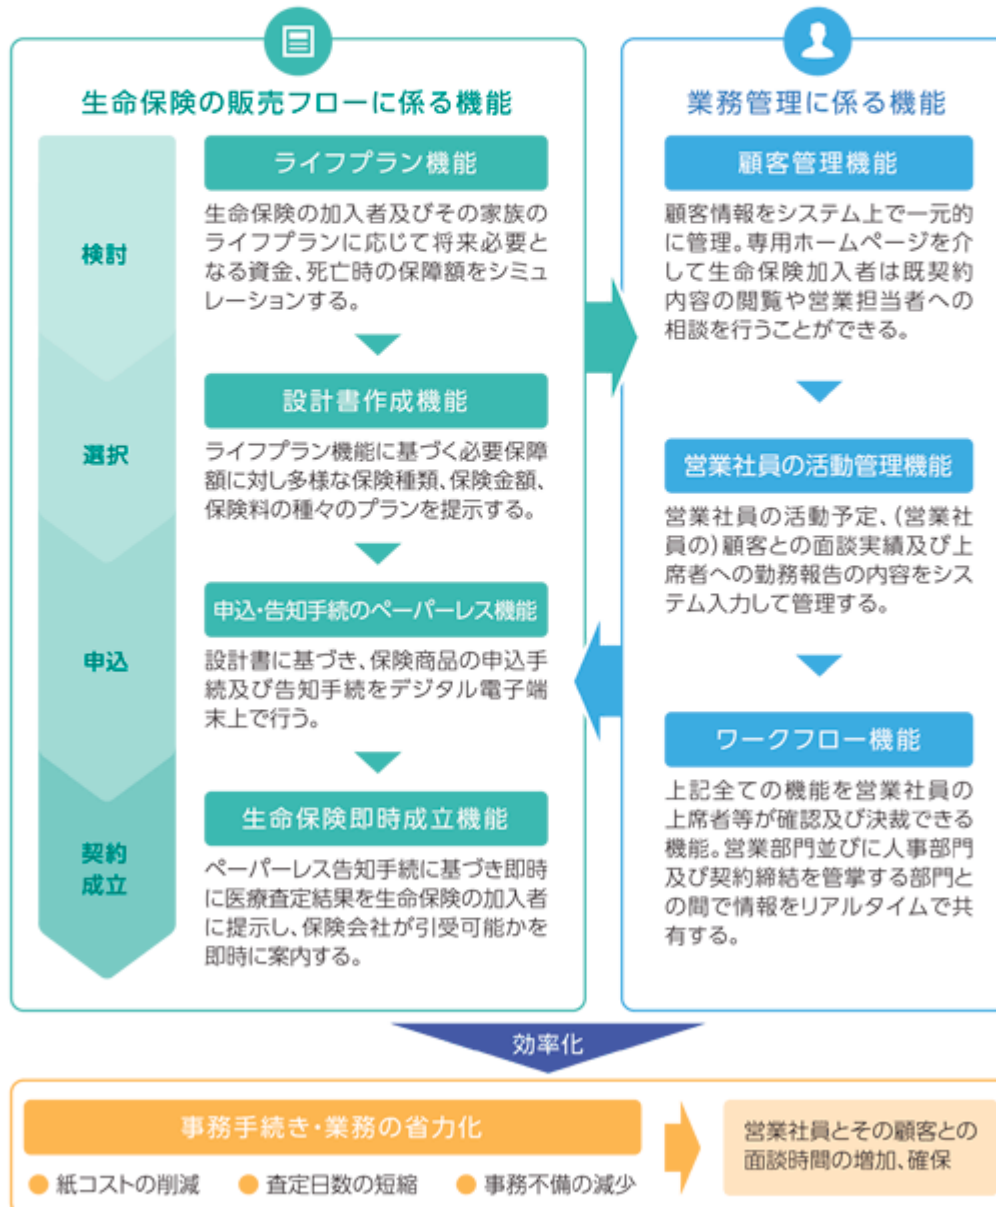 生命保険の販売フローに係る機能
検討
選択
申込
契約
成立
ライフプラン機能
生命保険の加入者及びその家族の
ライフプランに応じて将来必要と
なる資金、死亡時の保障額をシミュ
レーションする。
設計書作成機能
ライフプラン機能に基づく必要保障
額に対し多様な保険種類、保険金額、
保険料の種々のプランを提示する。
申込・告知手続のペーパーレス機能
設計書に基づき、保険商品の申込手
続及び告知手続をデジタル電子端
末上で行う。
生命保険即時成立機能
ペーパーレス告知手続に基づき即時
に医療査定結果を生命保険の加入者
に提示し、保険会社が引受可能かを
即時に案内する。
業務管理に係る機能
顧客管理機能
顧客情報をシステム上で一元的
に管理。専用ホームページを介
して生命保険加入者は既契約
内容の閲覧や営業担当者への
相談を行うことができる。
営業社員の活動管理機能
営業社員の活動予定、(営業社
員の)顧客との面談実績及び上
席者への勤務報告の内容をシス
テム入力して管理する。
ワークフロー機能
上記全ての機能を営業社員の
上席者等が確認及び決裁できる
機能。営業部門並びに人事部門
及び契約締結を管掌する部門と
の間で情報をリアルタイムで共
有する。
効率化
事務手続き・業務の省力化
● 紙コストの削減 ● 査定日数の短縮 ● 事務不備の減少
営業社員とその顧客との
面談時間の増加、確保